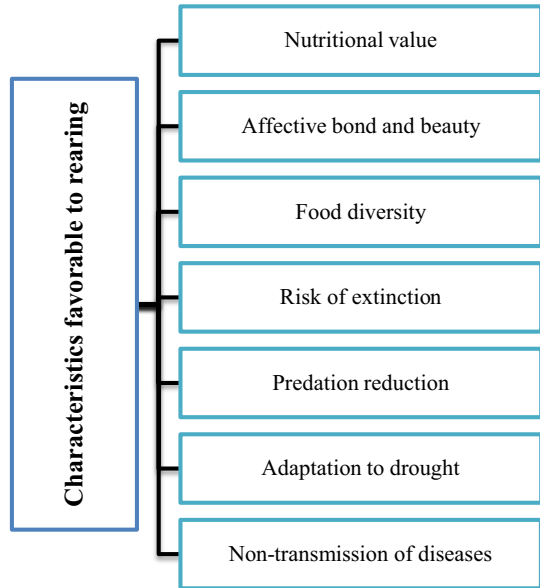 Characteristics favorable to rearing
Nutritional value
Affective bond and beauty
Food diversity
Risk of extinction
Predation reduction
Adaptation to drought
Non-transmission of diseases